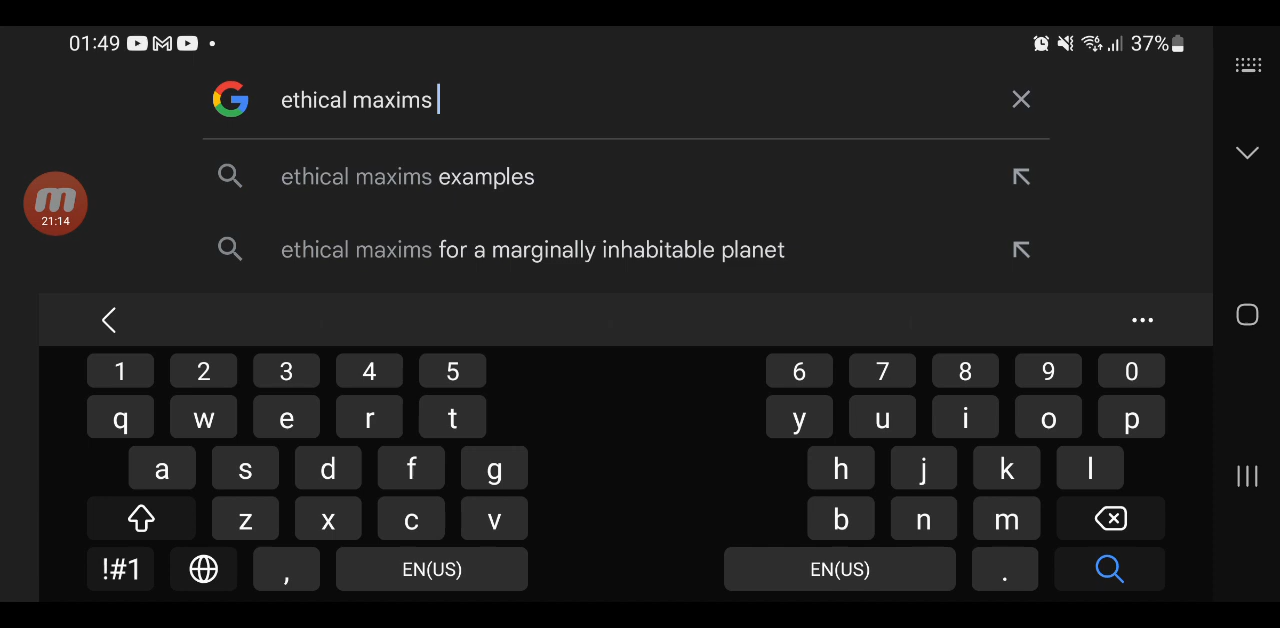 01:49 37%
ethical maxims
ethical maxims examples
m
21:14
ethical maxims for a marginally inhabitable planet
1 2 3 4 5 6 7 8 9 0
q w e r t y u i o p
a s d f g h j k l
z x c v b n m
!#1 , EN(US) EN(US) .